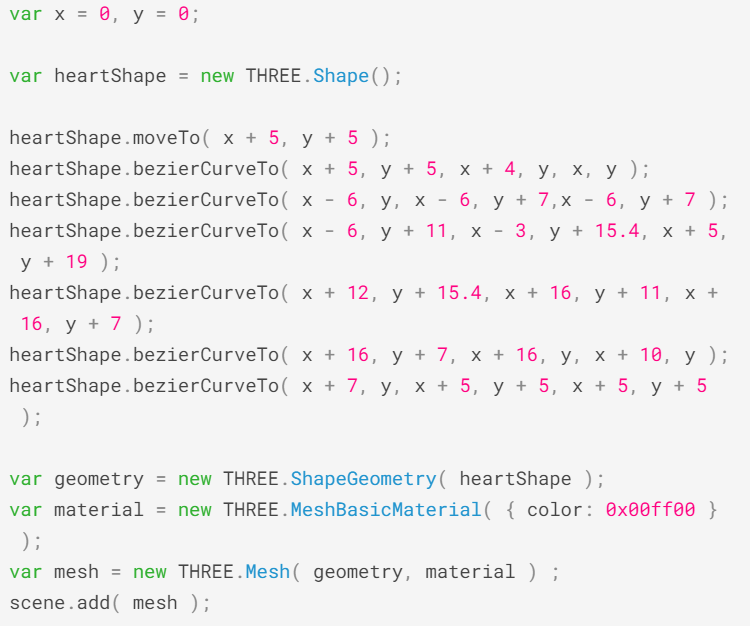 var x = 0, y = 0;
var heartShape = new THREE.Shape();
heartShape.moveTo( x + 5, y + 5 );
heartShape.bezierCurveTo( x + 5, y + 5, x + 4, y, x, y );
heartShape.bezierCurveTo( x - 6, y, x - 6, y + 7,x - 6, y + 7 );
heartShape.bezierCurveTo( x - 6, y + 11, x - 3, y + 15.4, x + 5,
y + 19 );
heartShape.bezierCurveTo( x + 12, y + 15.4, x + 16, y + 11, x +
16, y + 7 );
heartShape.bezierCurveTo( x + 16, y + 7, x + 16, y, x + 10, y );
heartShape.bezierCurveTo( x + 7, y, x + 5, y + 5, x + 5, y + 5
);
var geometry = new THREE.ShapeGeometry( heartShape );
var material = new THREE.MeshBasicMaterial( { color: 0x00ff00 }
);
var mesh = new THREE.Mesh( geometry, material ) ;
scene.add( mesh );